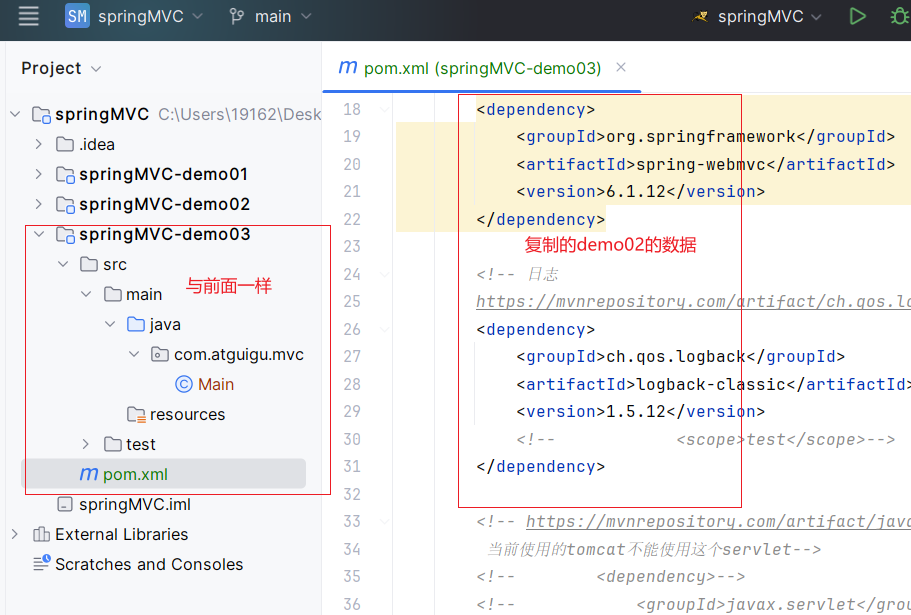 SM springMVC main springMVC
Project
springMVC C:\Users\19162\Desk
.idea
springMVC-demo01
springMVC-demo02
springMVC-demo03
src
main
与前面一样
java
com.atguigu.mvc
Main
resources
test
pom.xml
springMVC.iml
External Libraries
Scratches and Consoles
pom.xml (springMVC-demo03)
18 <dependency>
19 <groupId>org.springframework</groupId>
20 <artifactId>spring-webmvc</artifactId>
21 <version>6.1.12</version>
22 </dependency>
23 复制的demo02的数据
24 <!-- 日志
25 https://mvnrepository.com/artifact/ch.qos.lo
26 <dependency>
27 <groupId>ch.qos.logback</groupId>
28 <artifactId>logback-classic</artifactId>
29 <version>1.5.12</version>
30 <!-- <scope>test</scope>-->
31 </dependency>
32
33 <!-- https://mvnrepository.com/artifact/java
34 当前使用的tomcat不能使用这个servlet-->
35 <!-- <dependency>-->
36 <!-- <groupId>javax.servlet</grou